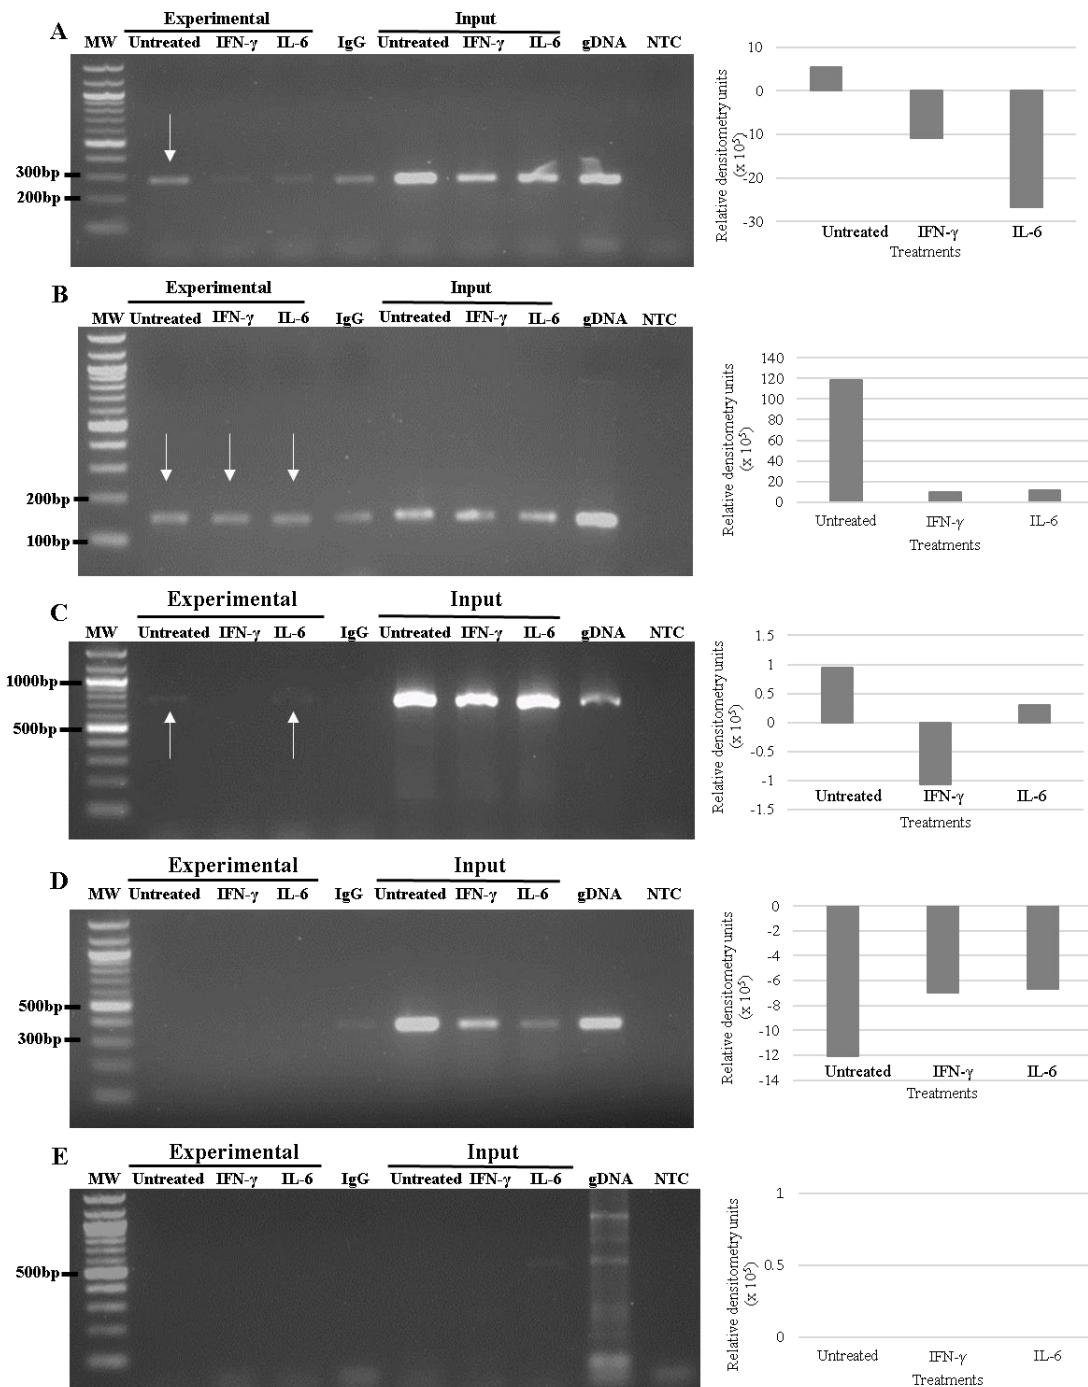 A
Experimental
Input
MW Untreated IFN-γ IL-6 IgG Untreated IFN-γ IL-6 gDNA NTC
300bp
200bp
Relative densitometry units
(x 10⁵)
10
0
-10
-20
-30
Untreated IFN-γ IL-6
Treatments
B
Experimental
Input
MW Untreated IFN-γ IL-6 IgG Untreated IFN-γ IL-6 gDNA NTC
200bp
100bp
Relative densitometry units
(x 10⁵)
140
120
100
80
60
40
20
0
Untreated IFN-γ IL-6
Treatments
C
Experimental
Input
MW Untreated IFN-γ IL-6 IgG Untreated IFN-γ IL-6 gDNA NTC
1000bp
500bp
Relative densitometry units
(x 10⁵)
1.5
1
0.5
0
-0.5
-1
-1.5
Untreated IFN-γ IL-6
Treatments
D
Experimental
Input
MW Untreated IFN-γ IL-6 IgG Untreated IFN-γ IL-6 gDNA NTC
500bp
300bp
Relative densitometry units
(x 10⁵)
0
-2
-4
-6
-8
-10
-12
-14
Untreated IFN-γ IL-6
Treatments
E
Experimental
Input
MW Untreated IFN-γ IL-6 IgG Untreated IFN-γ IL-6 gDNA NTC
500bp
Relative densitometry units
(x 10⁵)
1
0.5
0
Untreated IFN-γ IL-6
Treatments